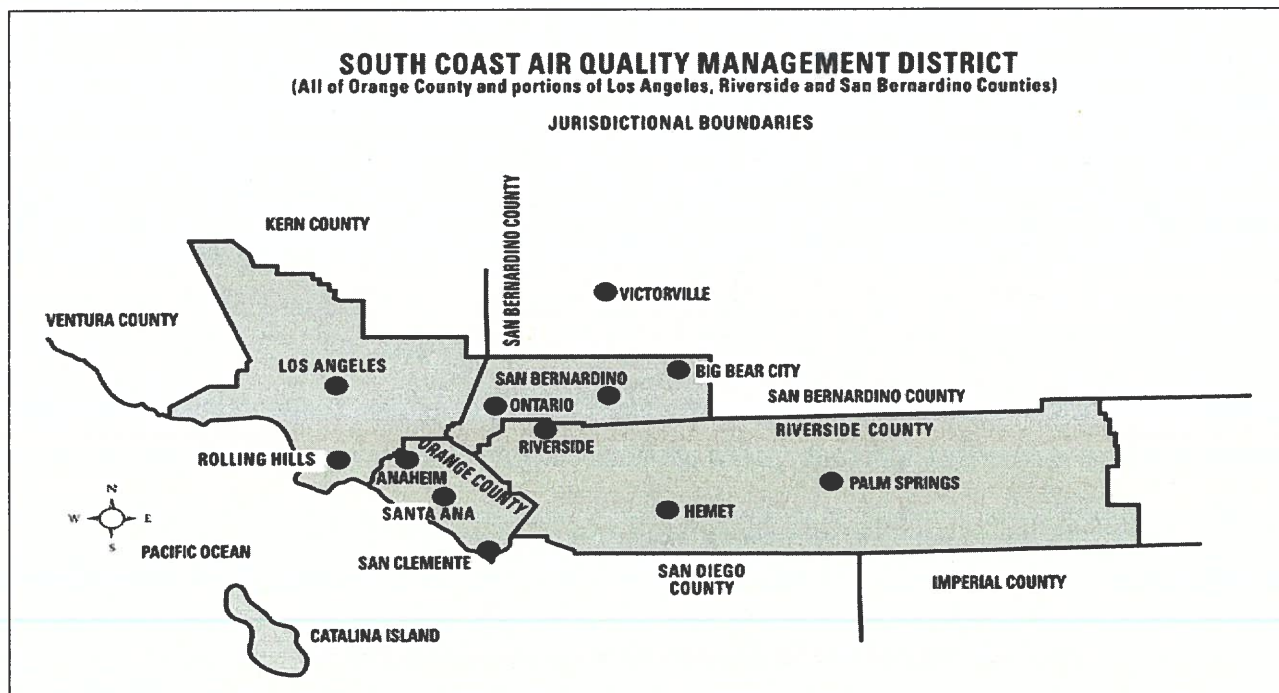 SOUTH COAST AIR QUALITY MANAGEMENT DISTRICT
(All of Orange County and portions of Los Angeles, Riverside and San Bernardino Counties)
JURISDICTIONAL BOUNDARIES
SAN BERNARDINO COUNTY
KERN COUNTY
VICTORVILLE
VENTURA COUNTY
LOS ANGELES
SAN BERNARDINO
BIG BEAR CITY
ONTARIO
SAN BERNARDINO COUNTY
RIVERSIDE COUNTY
RIVERSIDE
ROLLING HILLS
ANAHEIM
ORANGE COUNTY
PALM SPRINGS
SANTA ANA
HEMET
N
W E
S
PACIFIC OCEAN
SAN CLEMENTE
SAN DIEGO
COUNTY
IMPERIAL COUNTY
CATALINA ISLAND